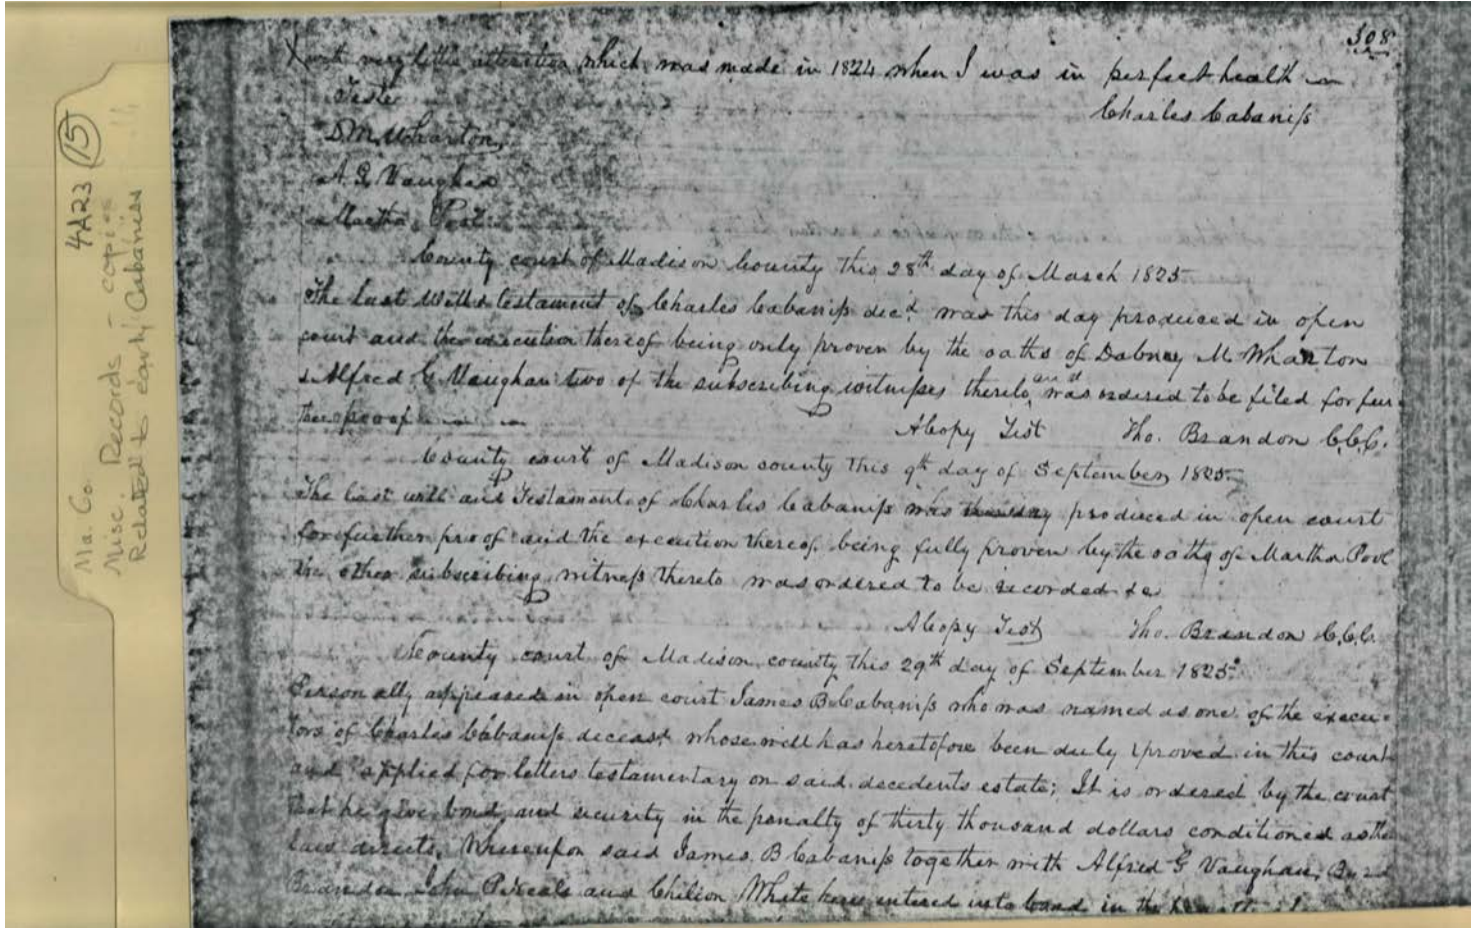 308
X with very little alteration which was made in 1824 when I was in perfect health
Teste
Charles Cabaniss
D. M. Wharton
A. G. Vaughan
Martha
County court of Madison County this 28th day of March 1825
The last Will & testament of Charles Cabaniss decd. was this day produced in open
court and the execution thereof being only proven by the oaths of Dabney M Wharton
& Alfred G Vaughan two of the subscribing witnesses thereto and was ordered to be filed for fur
ther proof
A Copy Test Tho. Brandon C.C.C.
County court of Madison county this 9th day of September 1825
The last will and Testament of Charles Cabaniss was produced in open court
for further proof and the execution thereof being fully proven by the oaths of Martha
the other subscribing witness thereto was ordered to be recorded &c
A Copy Test Tho. Brandon C.C.C.
County court of Madison county this 29th day of September 1825
Personally appeared in open court James B Cabaniss who was named as one of the execu-
tors of Charles Cabaniss deceasd. whose will has heretofore been duly proved in this court
and applied for letters testamentary on said decedents estate; It is ordered by the court
that he give bond and security in the penalty of thirty thousand dollars conditioned as the
law directs, Whereupon said James B Cabaniss together with Alfred G Vaughan,
John and Chilion White entered into bond in the
4A23 (15)
Ma. Co.
Misc. Records - copies
Related to early Cabaniss